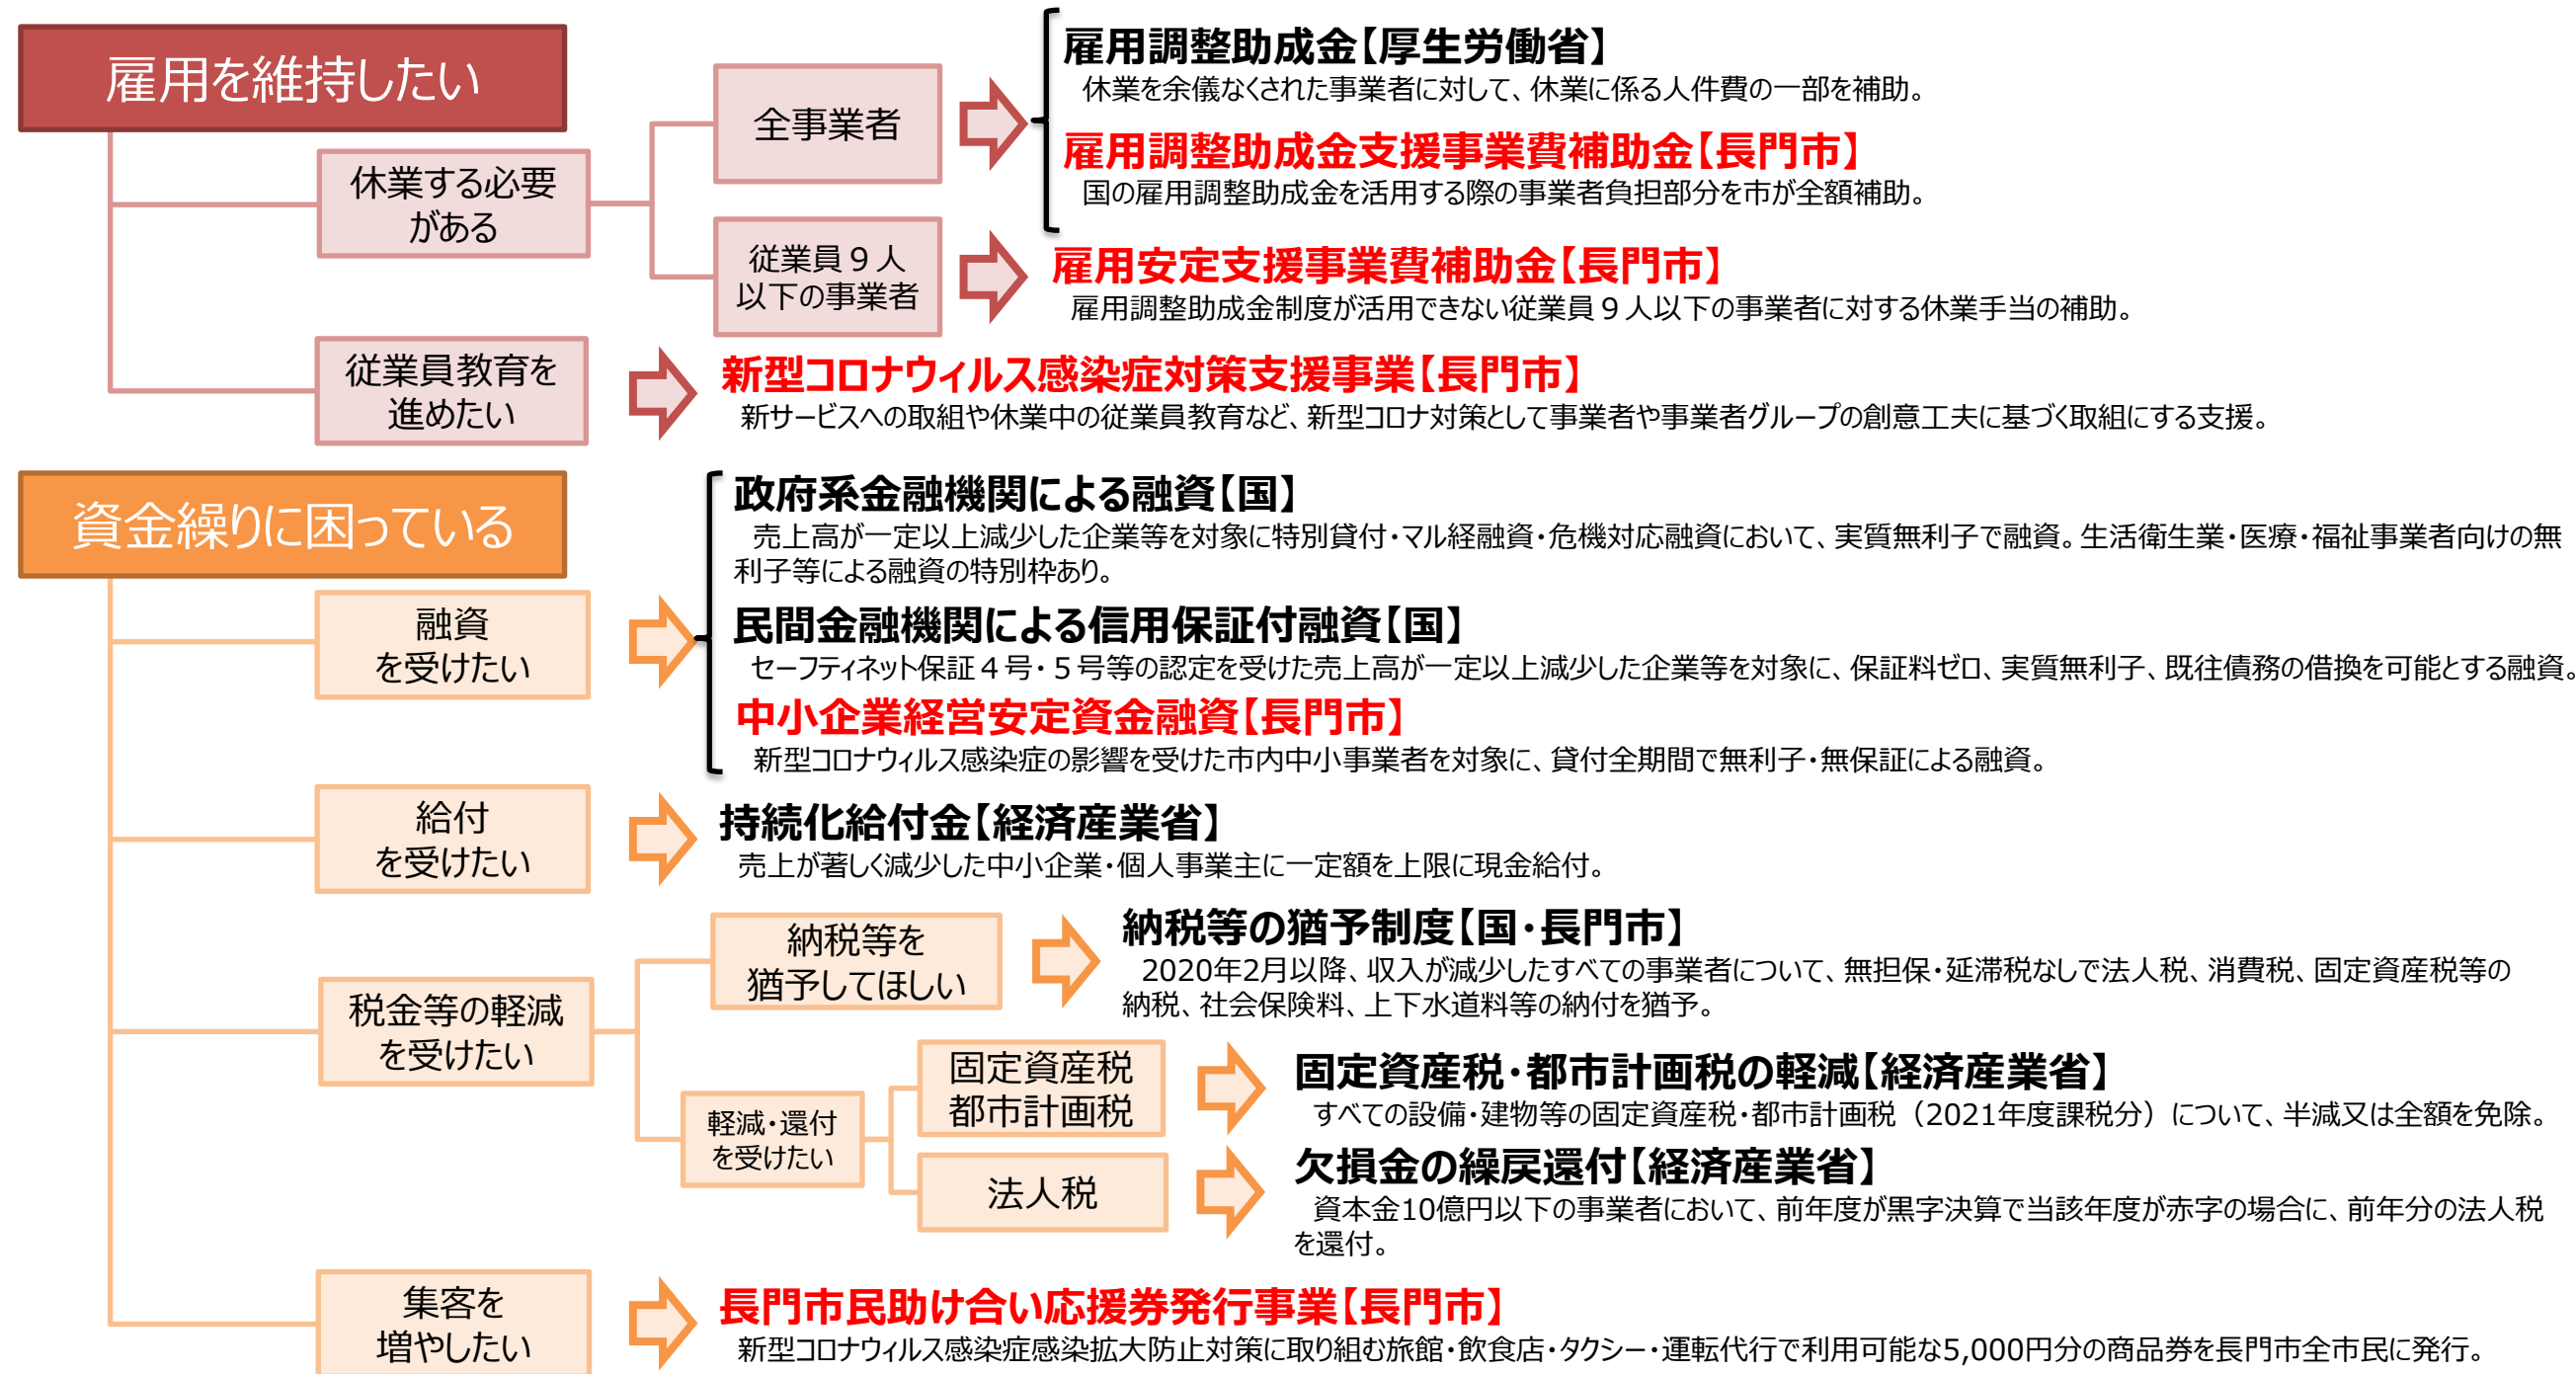 雇用を維持したい
休業する必要
がある
全事業者
雇用調整助成金【厚生労働省】
休業を余儀なくされた事業者に対して、休業に係る人件費の一部を補助。
雇用調整助成金支援事業費補助金【長門市】
国の雇用調整助成金を活用する際の事業者負担部分を市が全額補助。
従業員９人
以下の事業者
雇用安定支援事業費補助金【長門市】
雇用調整助成金制度が活用できない従業員９人以下の事業者に対する休業手当の補助。
従業員教育を
進めたい
新型コロナウィルス感染症対策支援事業【長門市】
新サービスへの取組や休業中の従業員教育など、新型コロナ対策として事業者や事業者グループの創意工夫に基づく取組にする支援。
資金繰りに困っている
融資
を受けたい
政府系金融機関による融資【国】
売上高が一定以上減少した企業等を対象に特別貸付・マル経融資・危機対応融資において、実質無利子で融資。生活衛生業・医療・福祉事業者向けの無
利子等による融資の特別枠あり。
民間金融機関による信用保証付融資【国】
セーフティネット保証４号・５号等の認定を受けた売上高が一定以上減少した企業等を対象に、保証料ゼロ、実質無利子、既往債務の借換を可能とする融資。
中小企業経営安定資金融資【長門市】
新型コロナウィルス感染症の影響を受けた市内中小事業者を対象に、貸付全期間で無利子・無保証による融資。
給付
を受けたい
持続化給付金【経済産業省】
売上が著しく減少した中小企業・個人事業主に一定額を上限に現金給付。
税金等の軽減
を受けたい
納税等を
猶予してほしい
納税等の猶予制度【国・長門市】
2020年2月以降、収入が減少したすべての事業者について、無担保・延滞税なしで法人税、消費税、固定資産税等の
納税、社会保険料、上下水道料等の納付を猶予。
軽減・還付
を受けたい
固定資産税
都市計画税
固定資産税・都市計画税の軽減【経済産業省】
すべての設備・建物等の固定資産税・都市計画税（2021年度課税分）について、半減又は全額を免除。
法人税
欠損金の繰戻還付【経済産業省】
資本金10億円以下の事業者において、前年度が黒字決算で当該年度が赤字の場合に、前年分の法人税
を還付。
集客を
増やしたい
長門市民助け合い応援券発行事業【長門市】
新型コロナウィルス感染症感染拡大防止対策に取り組む旅館・飲食店・タクシー・運転代行で利用可能な5,000円分の商品券を長門市全市民に発行。